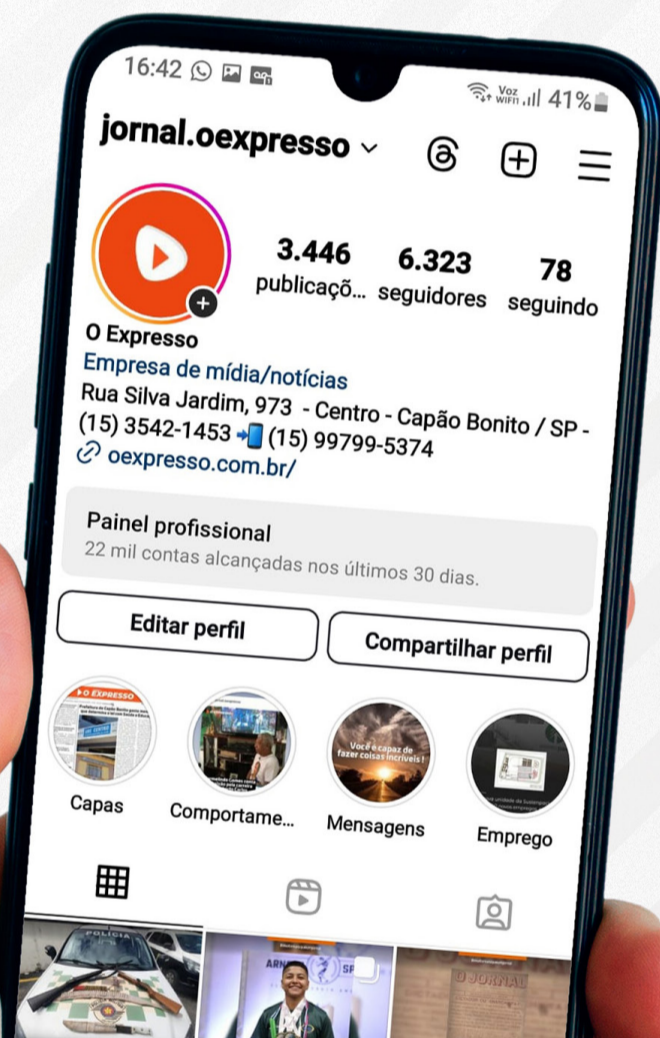 16:42
Voz
WiFi
41%
jornal.oexpresso
3.446 6.323 78
publicaçõ... seguidores seguindo
O Expresso
Empresa de mídia/notícias
Rua Silva Jardim, 973 - Centro - Capão Bonito / SP -
(15) 3542-1453 (15) 99799-5374
oexpresso.com.br/
Painel profissional
22 mil contas alcançadas nos últimos 30 dias.
Editar perfil Compartilhar perfil
O EXPRESSO
Você é capaz de
fazer coisas incríveis!
Capas Comportame... Mensagens Emprego
POLÍCIA
O JORNAL